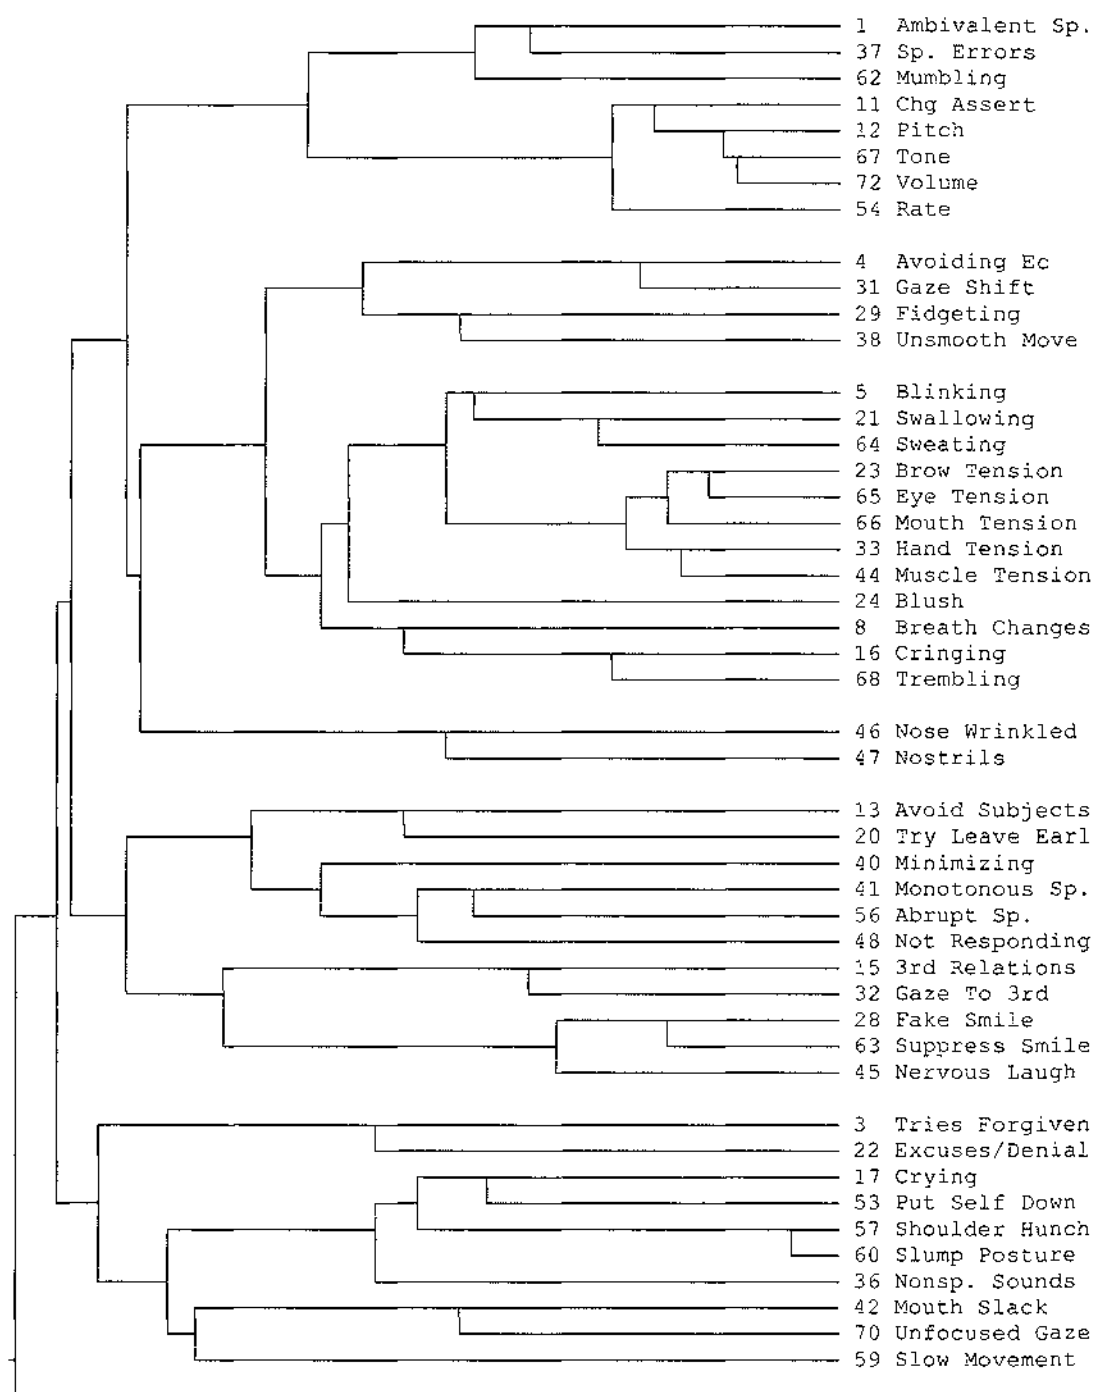 1 Ambivalent Sp.
37 Sp. Errors
62 Mumbling
11 Chg Assert
12 Pitch
67 Tone
72 Volume
54 Rate
4 Avoiding Ec
31 Gaze Shift
29 Fidgeting
38 Unsmooth Move
5 Blinking
21 Swallowing
64 Sweating
23 Brow Tension
65 Eye Tension
66 Mouth Tension
33 Hand Tension
44 Muscle Tension
24 Blush
8 Breath Changes
16 Cringing
68 Trembling
46 Nose Wrinkled
47 Nostrils
13 Avoid Subjects
20 Try Leave Earl
40 Minimizing
41 Monotonous Sp.
56 Abrupt Sp.
48 Not Responding
15 3rd Relations
32 Gaze To 3rd
28 Fake Smile
63 Suppress Smile
45 Nervous Laugh
3 Tries Forgiven
22 Excuses/Denial
17 Crying
53 Put Self Down
57 Shoulder Hunch
60 Slump Posture
36 Nonsp. Sounds
42 Mouth Slack
70 Unfocused Gaze
59 Slow Movement